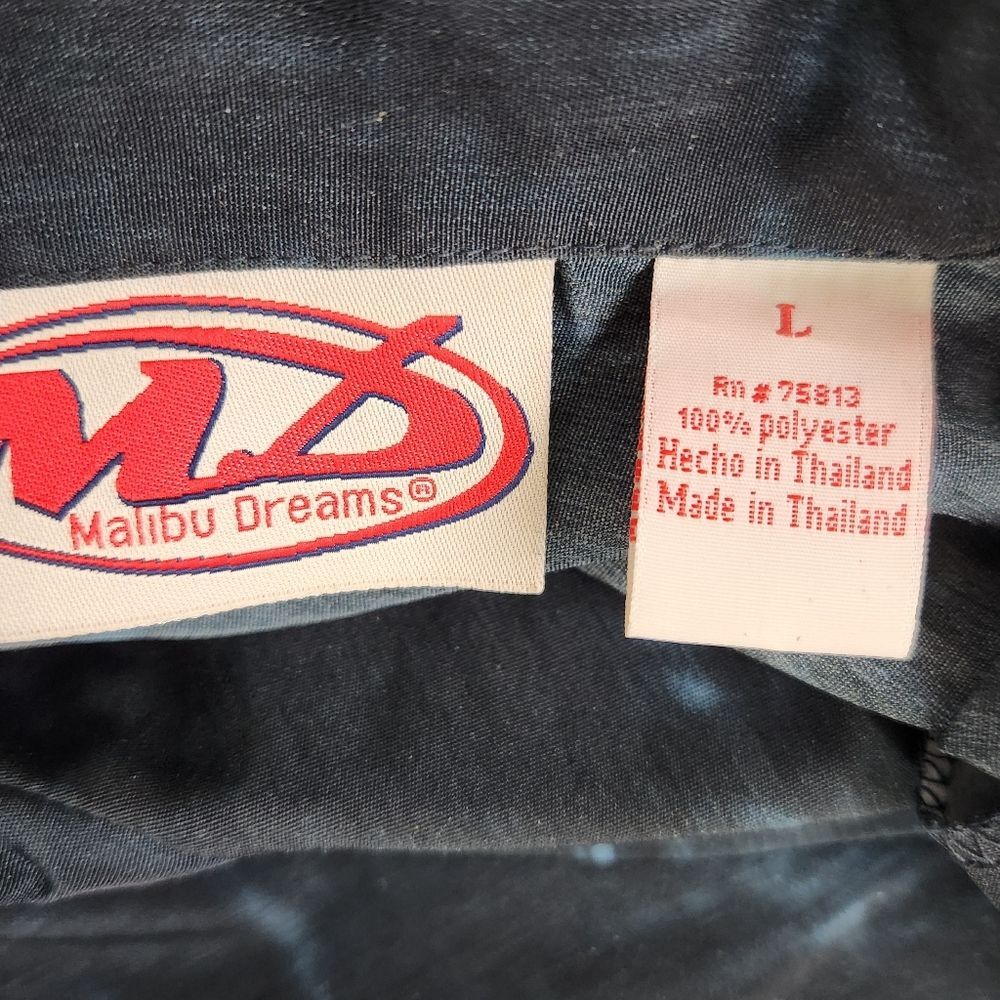 MD
Malibu Dreams®
L
Rn # 75813
100% polyester
Hecho in Thailand
Made in Thailand